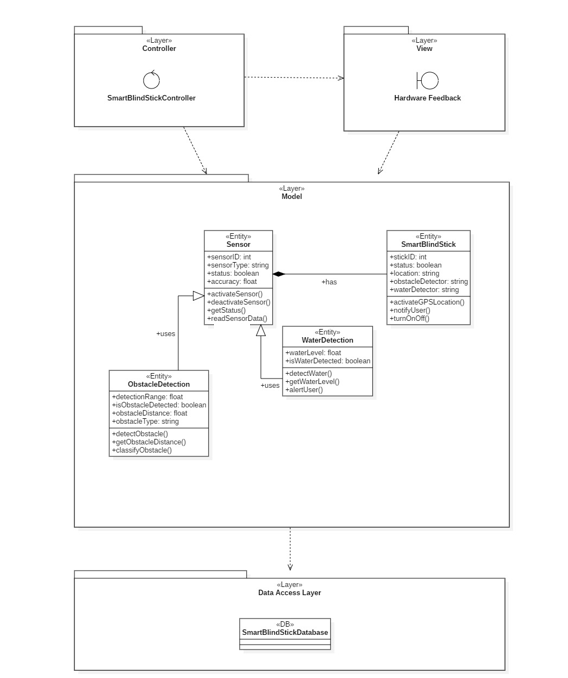 «Layer»
Controller
SmartBlindStickController
«Layer»
View
Hardware Feedback
«Layer»
Model
«Entity»
Sensor
+sensorID: int
+sensorType: string
+status: boolean
+accuracy: float
+activateSensor()
+deactivateSensor()
+getStatus()
+readSensorData()
+has
«Entity»
SmartBlindStick
+stickID: int
+status: boolean
+location: string
+obstacleDetector: string
+waterDetector: string
+activateGPSLocation()
+notifyUser()
+turnOnOff()
+uses
«Entity»
WaterDetection
+waterLevel: float
+isWaterDetected: boolean
+detectWater()
+getWaterLevel()
+alertUser()
+uses
«Entity»
ObstacleDetection
+detectionRange: float
+isObstacleDetected: boolean
+obstacleDistance: float
+obstacleType: string
+detectObstacle()
+getObstacleDistance()
+classifyObstacle()
«Layer»
Data Access Layer
«DB»
SmartBlindStickDatabase